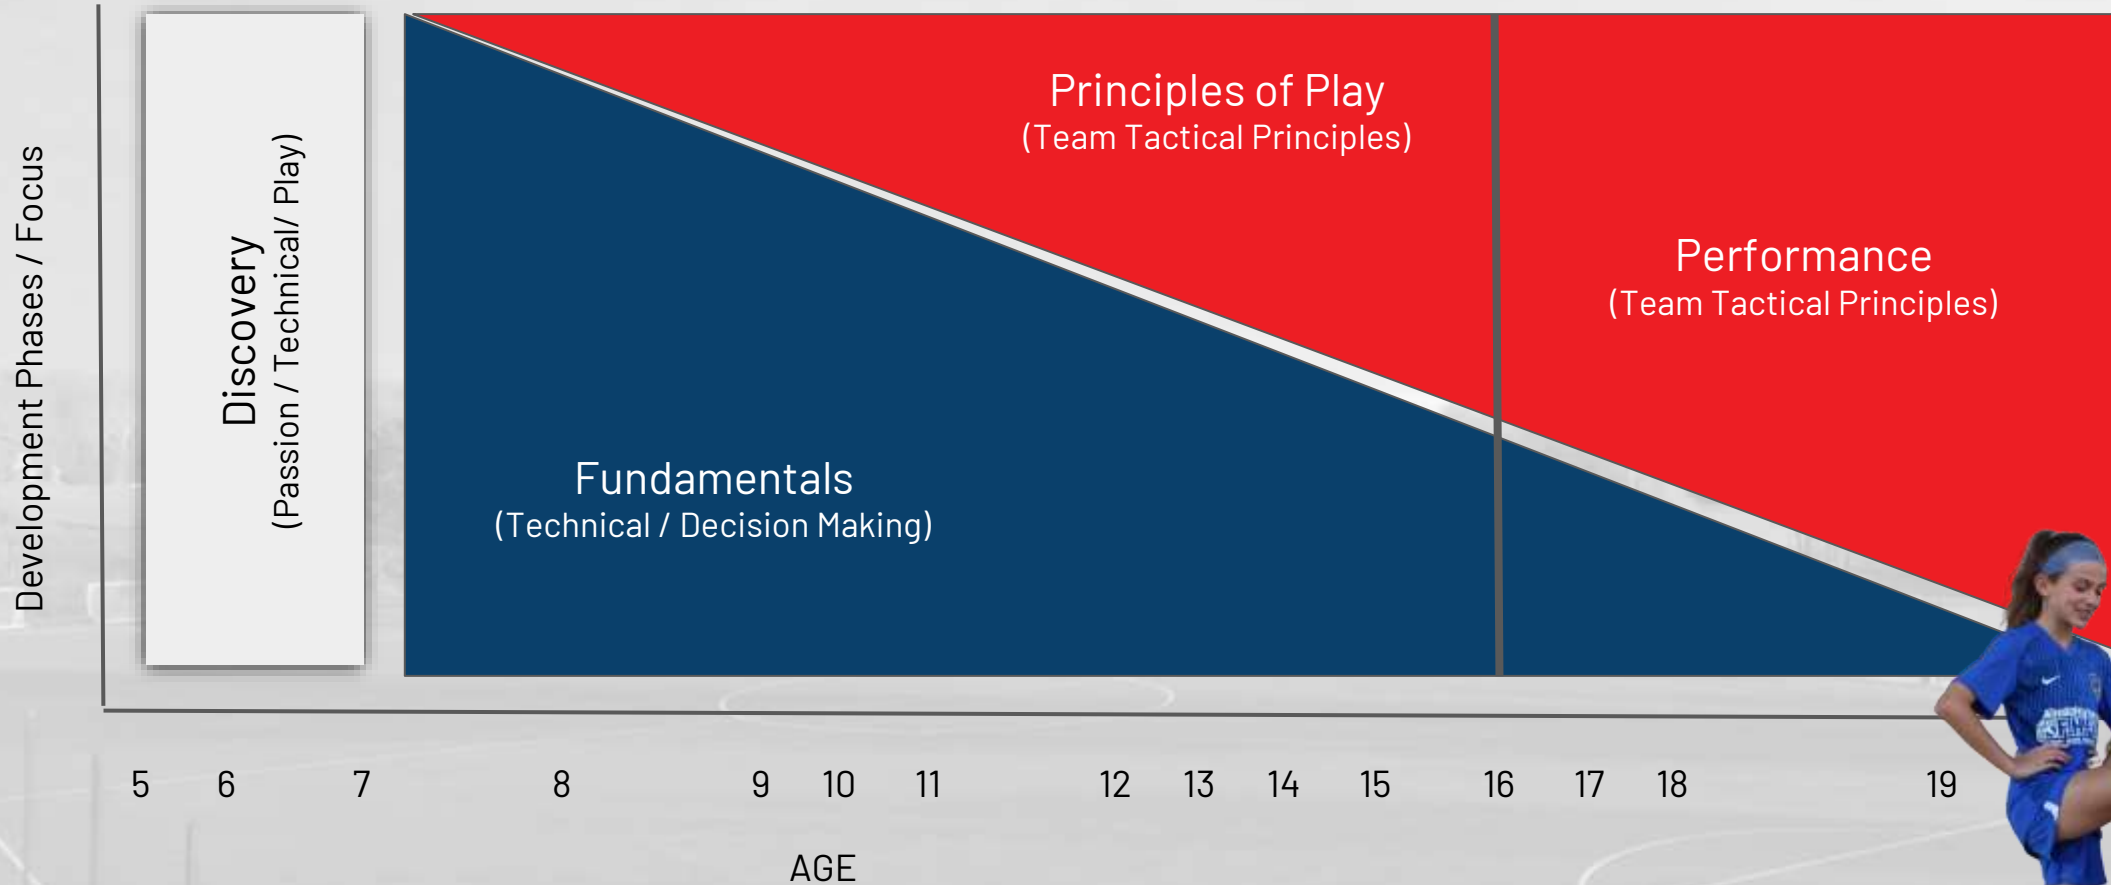 Development Phases / Focus
Discovery
(Passion / Technical/ Play)
Principles of Play
(Team Tactical Principles)
Performance
(Team Tactical Principles)
Fundamentals
(Technical / Decision Making)
5 6 7 8 9 10 11 12 13 14 15 16 17 18 19
AGE